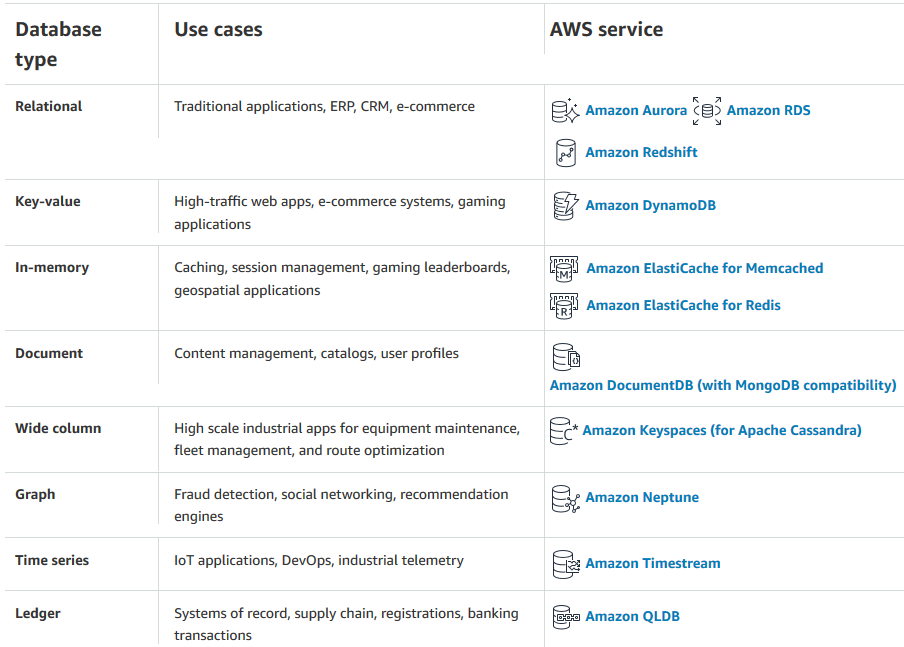 Database
type
Use cases
AWS service
Relational
Traditional applications, ERP, CRM, e-commerce
Amazon Aurora
Amazon RDS
Amazon Redshift
Key-value
High-traffic web apps, e-commerce systems, gaming
applications
Amazon DynamoDB
In-memory
Caching, session management, gaming leaderboards,
geospatial applications
M
Amazon ElastiCache for Memcached
R
Amazon ElastiCache for Redis
Document
Content management, catalogs, user profiles
Amazon DocumentDB (with MongoDB compatibility)
Wide column
High scale industrial apps for equipment maintenance,
fleet management, and route optimization
C*
Amazon Keyspaces (for Apache Cassandra)
Graph
Fraud detection, social networking, recommendation
engines
Amazon Neptune
Time series
IoT applications, DevOps, industrial telemetry
Amazon Timestream
Ledger
Systems of record, supply chain, registrations, banking
transactions
Amazon QLDB